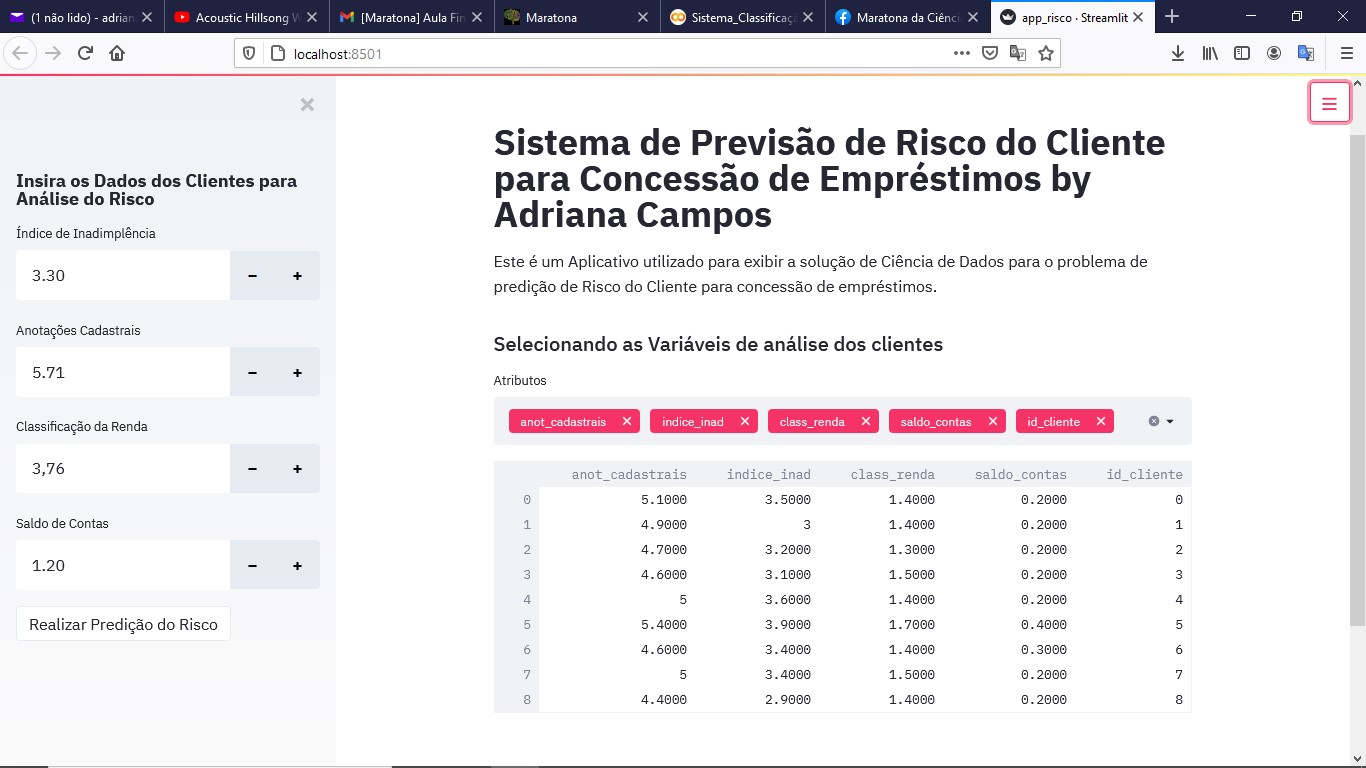 (1 não lido) - adrian
Acoustic Hillsong W
[Maratona] Aula Fin
Maratona
Sistema_Classificaçã
Maratona da Ciênci
app_risco · Streamlit
localhost:8501
Insira os Dados dos Clientes para
Análise do Risco
Índice de Inadimplência
3.30
Anotações Cadastrais
5.71
Classificação da Renda
3,76
Saldo de Contas
1.20
Realizar Predição do Risco
Sistema de Previsão de Risco do Cliente
para Concessão de Empréstimos by
Adriana Campos
Este é um Aplicativo utilizado para exibir a solução de Ciência de Dados para o problema de
predição de Risco do Cliente para concessão de empréstimos.
Selecionando as Variáveis de análise dos clientes
Atributos
anot_cadastrais indice_inad class_renda saldo_contas id_cliente
anot_cadastrais indice_inad class_renda saldo_contas id_cliente
0 5.1000 3.5000 1.4000 0.2000 0
1 4.9000 3 1.4000 0.2000 1
2 4.7000 3.2000 1.3000 0.2000 2
3 4.6000 3.1000 1.5000 0.2000 3
4 5 3.6000 1.4000 0.2000 4
5 5.4000 3.9000 1.7000 0.4000 5
6 4.6000 3.4000 1.4000 0.3000 6
7 5 3.4000 1.5000 0.2000 7
8 4.4000 2.9000 1.4000 0.2000 8